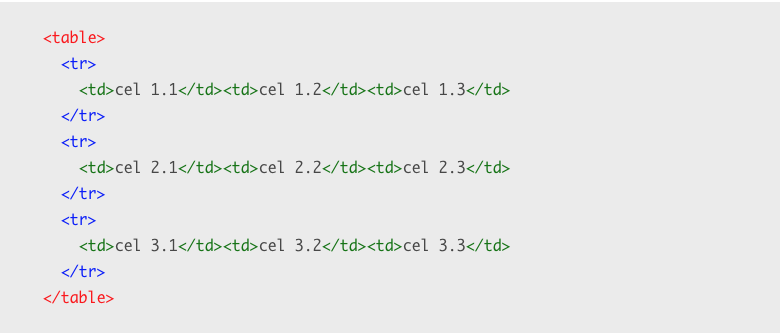 <table>
<tr>
<td>cel 1.1</td><td>cel 1.2</td><td>cel 1.3</td>
</tr>
<tr>
<td>cel 2.1</td><td>cel 2.2</td><td>cel 2.3</td>
</tr>
<tr>
<td>cel 3.1</td><td>cel 3.2</td><td>cel 3.3</td>
</tr>
</table>